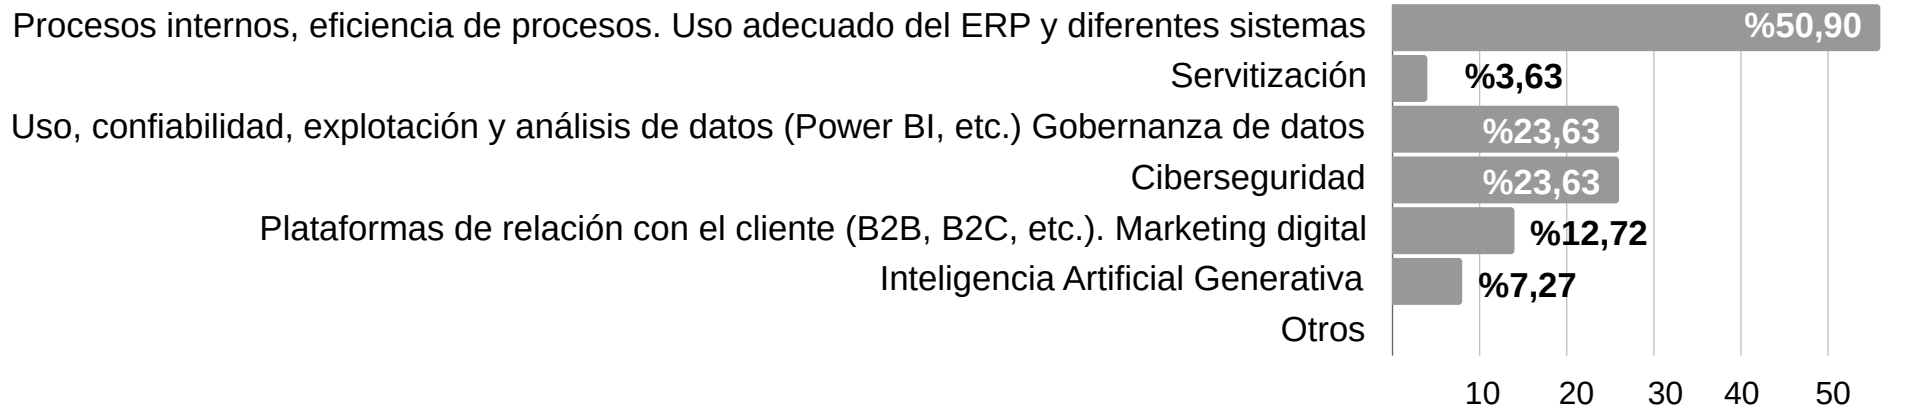 Procesos internos, eficiencia de procesos. Uso adecuado del ERP y diferentes sistemas %50,90
Servitización %3,63
Uso, confiabilidad, explotación y análisis de datos (Power BI, etc.) Gobernanza de datos %23,63
Ciberseguridad %23,63
Plataformas de relación con el cliente (B2B, B2C, etc.). Marketing digital %12,72
Inteligencia Artificial Generativa %7,27
Otros
10 20 30 40 50